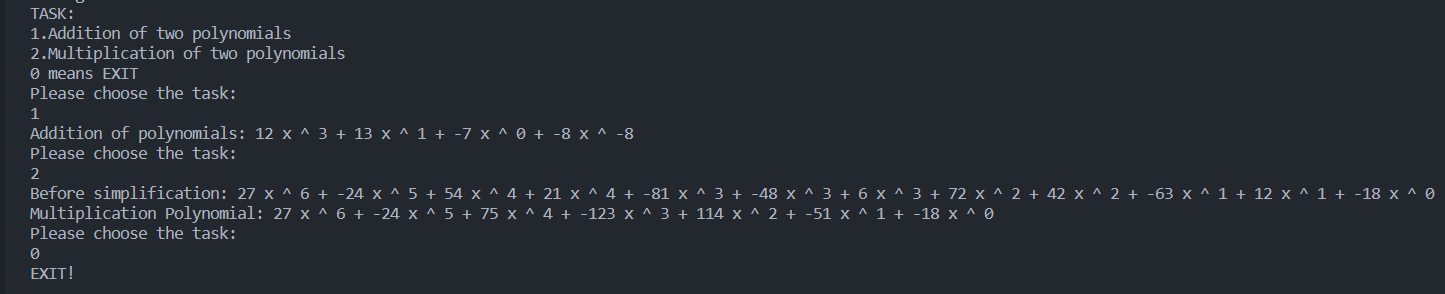 TASK:
1.Addition of two polynomials
2.Multiplication of two polynomials
0 means EXIT
Please choose the task:
1
Addition of polynomials: 12 x ^ 3 + 13 x ^ 1 + -7 x ^ 0 + -8 x ^ -8
Please choose the task:
2
Before simplification: 27 x ^ 6 + -24 x ^ 5 + 54 x ^ 4 + 21 x ^ 4 + -81 x ^ 3 + -48 x ^ 3 + 6 x ^ 3 + 72 x ^ 2 + 42 x ^ 2 + -63 x ^ 1 + 12 x ^ 1 + -18 x ^ 0
Multiplication Polynomial: 27 x ^ 6 + -24 x ^ 5 + 75 x ^ 4 + -123 x ^ 3 + 114 x ^ 2 + -51 x ^ 1 + -18 x ^ 0
Please choose the task:
0
EXIT!